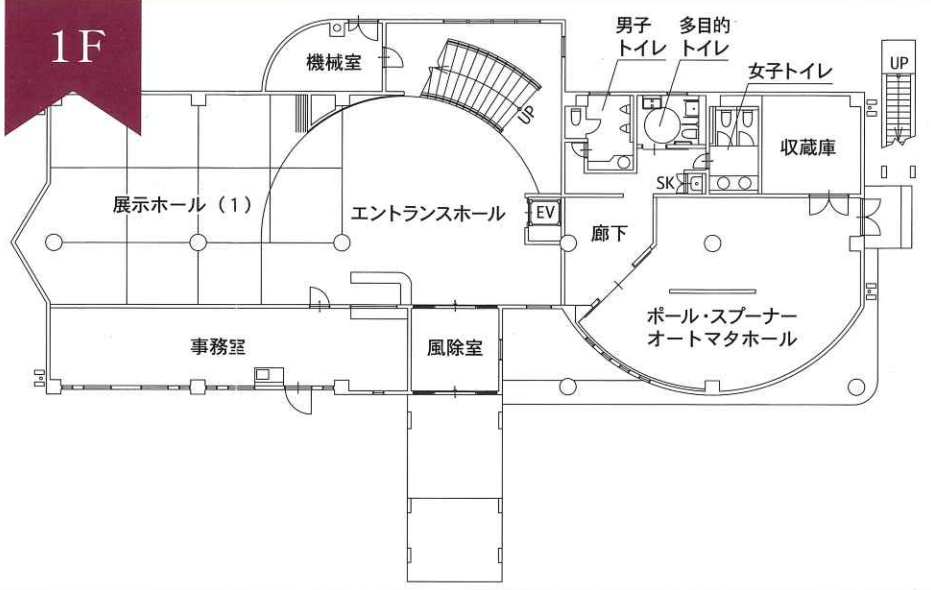 1F
機械室
UP
男子
トイレ
多目的
トイレ
女子トイレ
UP
収蔵庫
SK
展示ホール（1）
エントランスホール
EV
廊下
ポール・スプーナー
オートマタホール
事務室
風除室